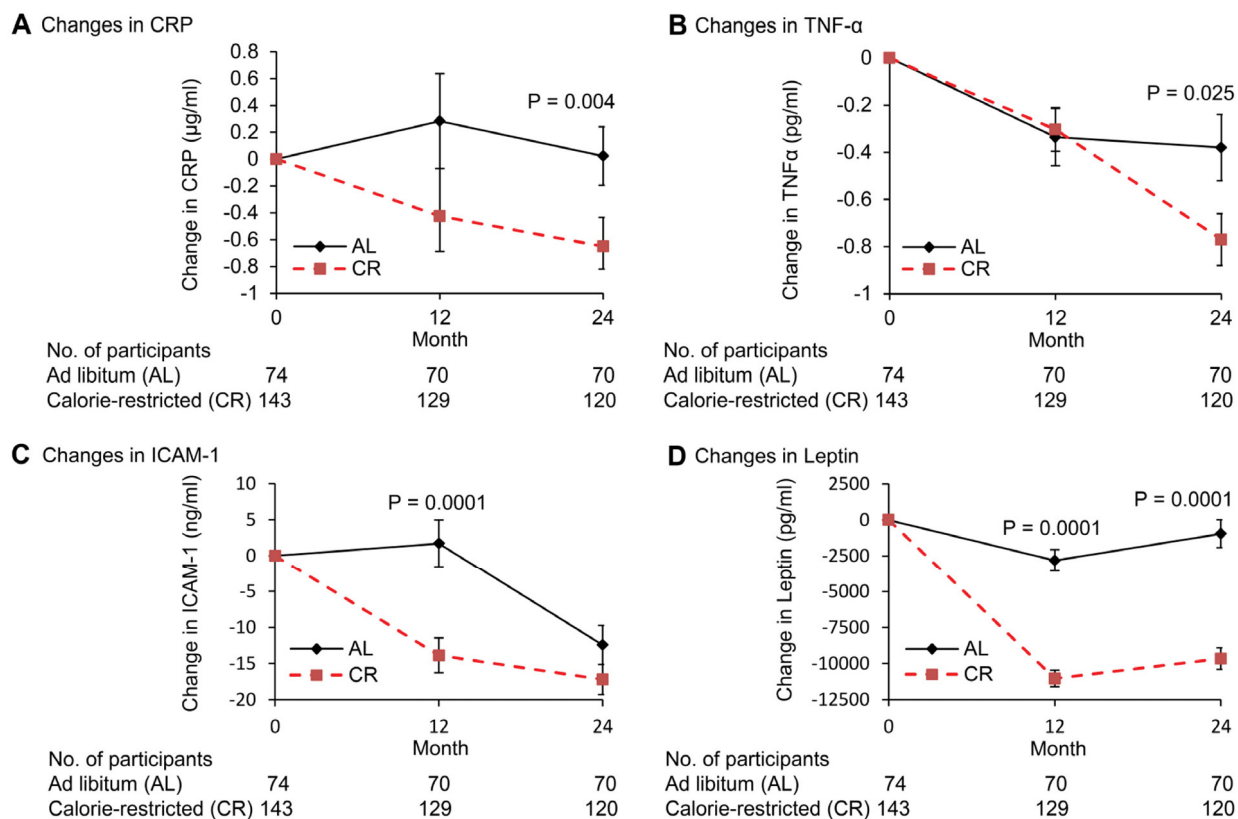 A Changes in CRP
Change in CRP (µg/ml)
0.8
0.6
0.4
0.2
0
-0.2
-0.4
-0.6
-0.8
-1
P = 0.004
AL
CR
0 12 24
Month
No. of participants
Ad libitum (AL) 74 70 70
Calorie-restricted (CR) 143 129 120
B Changes in TNF-α
Change in TNFα (pg/ml)
0
-0.2
-0.4
-0.6
-0.8
-1
P = 0.025
AL
CR
0 12 24
Month
No. of participants
Ad libitum (AL) 74 70 70
Calorie-restricted (CR) 143 129 120
C Changes in ICAM-1
Change in ICAM-1 (ng/ml)
10
5
0
-5
-10
-15
-20
P = 0.0001
AL
CR
0 12 24
Month
No. of participants
Ad libitum (AL) 74 70 70
Calorie-restricted (CR) 143 129 120
D Changes in Leptin
Change in Leptin (pg/ml)
2500
0
-2500
-5000
-7500
-10000
-12500
P = 0.0001
P = 0.0001
AL
CR
0 12 24
Month
No. of participants
Ad libitum (AL) 74 70 70
Calorie-restricted (CR) 143 129 120